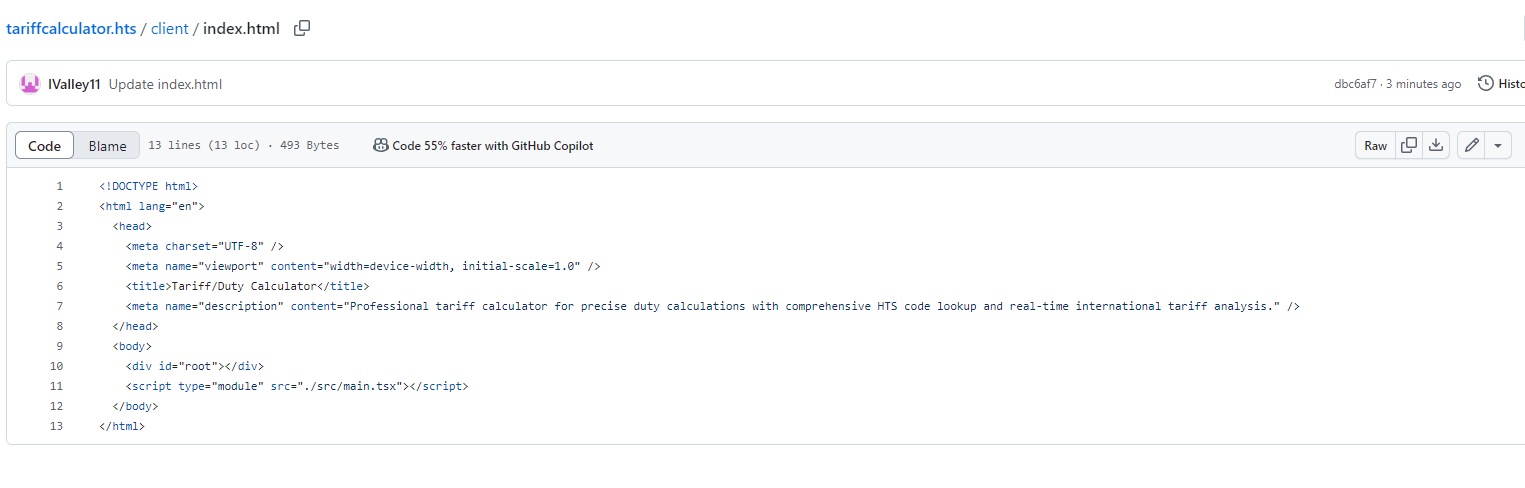 tariffcalculator.hts / client / index.html
IValley11 Update index.html dbc6af7 · 3 minutes ago Histo
Code Blame 13 lines (13 loc) · 493 Bytes Code 55% faster with GitHub Copilot Raw
1 <!DOCTYPE html>
2 <html lang="en">
3 <head>
4 <meta charset="UTF-8" />
5 <meta name="viewport" content="width=device-width, initial-scale=1.0" />
6 <title>Tariff/Duty Calculator</title>
7 <meta name="description" content="Professional tariff calculator for precise duty calculations with comprehensive HTS code lookup and real-time international tariff analysis." />
8 </head>
9 <body>
10 <div id="root"></div>
11 <script type="module" src="./src/main.tsx"></script>
12 </body>
13 </html>